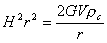 H²r² = 2GVρ_c / r